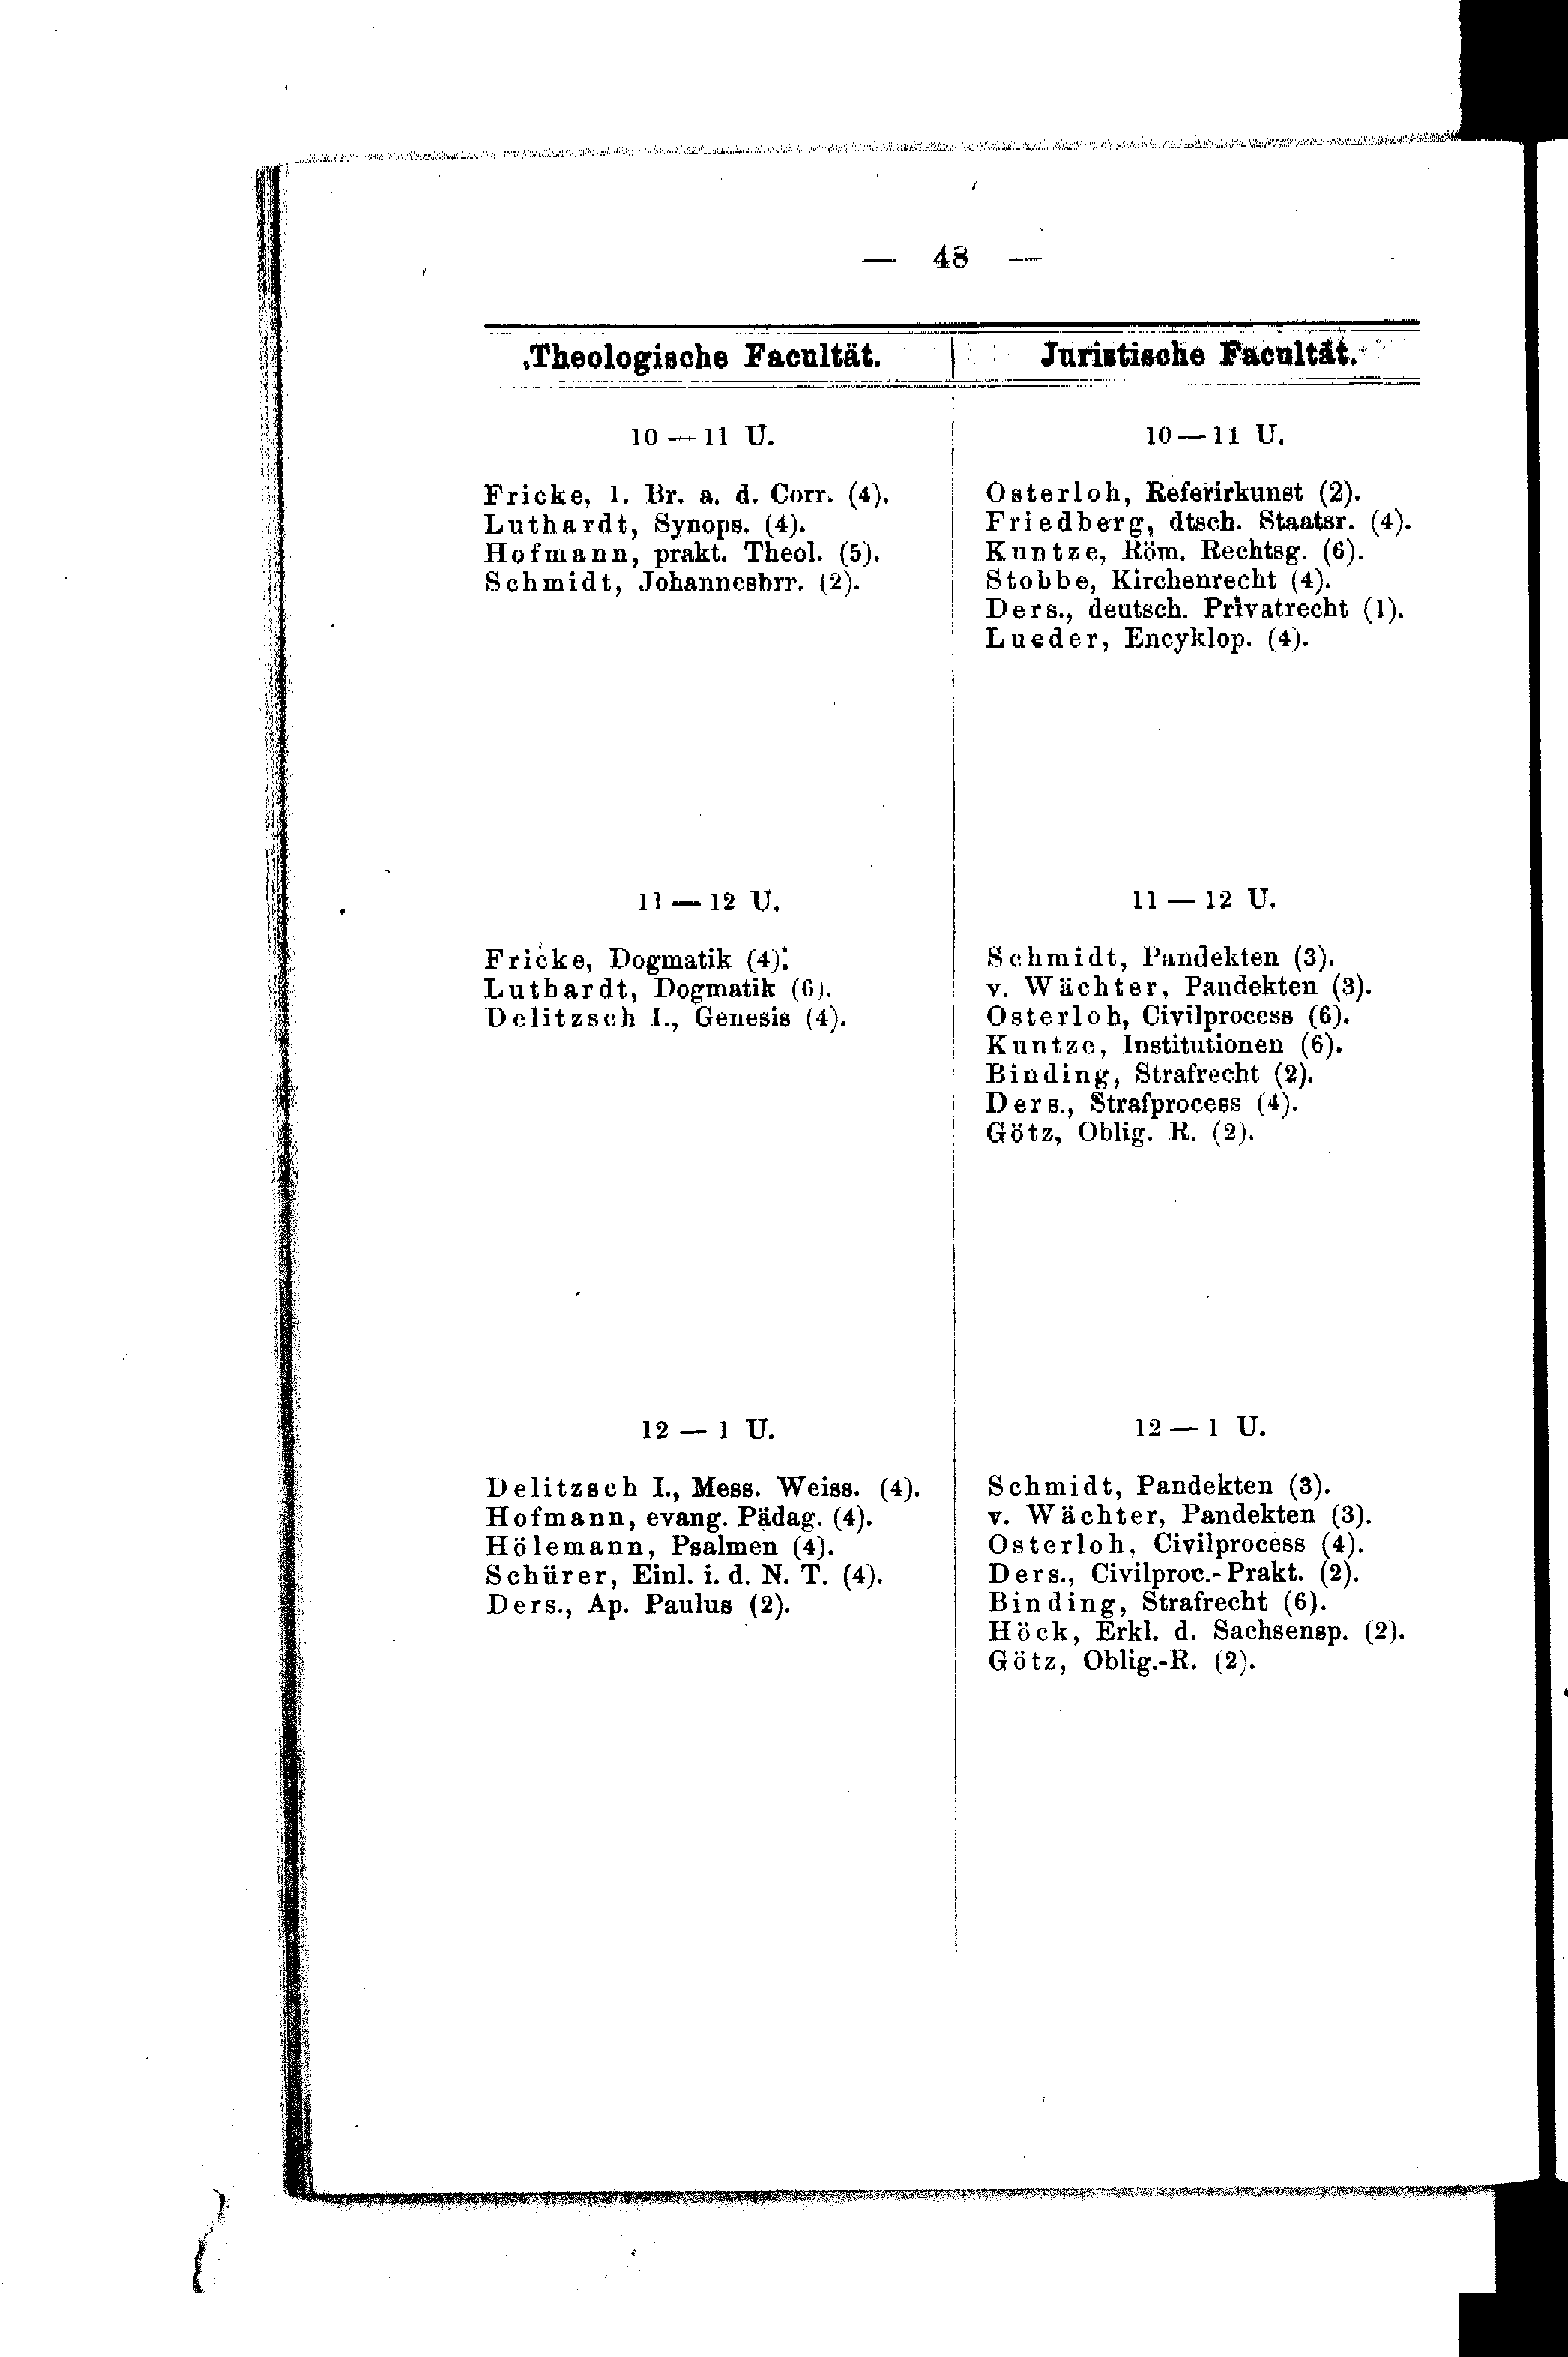 — 48 —
Theologische Facultät.
10 — 11 U.
Fricke, 1. Br. a. d. Corr. (4).
Luthardt, Synops. (4).
Hofmann, prakt. Theol. (5).
Schmidt, Johannesbrr. (2).
11 — 12 U.
Fricke, Dogmatik (4).
Luthardt, Dogmatik (6).
Delitzsch I., Genesis (4).
12 — 1 U.
Delitzsch I., Mess. Weiss. (4).
Hofmann, evang. Pädag. (4).
Hölemann, Psalmen (4).
Schürer, Einl. i. d. N. T. (4).
Ders., Ap. Paulus (2).
Juristische Facultät.
10 — 11 U.
Osterloh, Referirkunst (2).
Friedberg, dtsch. Staatsr. (4).
Kuntze, Röm. Rechtsg. (6).
Stobbe, Kirchenrecht (4).
Ders., deutsch. Privatrecht (1).
Lueder, Encyklop. (4).
11 — 12 U.
Schmidt, Pandekten (3).
v. Wächter, Pandekten (3).
Osterloh, Civilprocess (6).
Kuntze, Institutionen (6).
Binding, Strafrecht (2).
Ders., Strafprocess (4).
Götz, Oblig. R. (2).
12 — 1 U.
Schmidt, Pandekten (3).
v. Wächter, Pandekten (3).
Osterloh, Civilprocess (4).
Ders., Civilproc.-Prakt. (2).
Binding, Strafrecht (6).
Höck, Erkl. d. Sachsensp. (2).
Götz, Oblig.-R. (2).